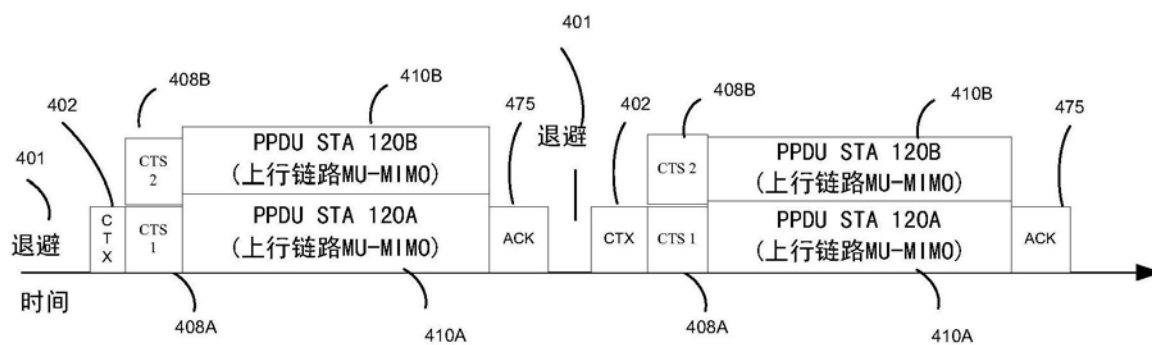 401
408B
410B
402
475
401
退避
402
408B
410B
475
CTS
2
PPDU STA 120B
(上行链路MU-MIMO)
CTS 2
PPDU STA 120B
(上行链路MU-MIMO)
401
退避
C
T
X
CTS
1
PPDU STA 120A
(上行链路MU-MIMO)
ACK
CTX
CTS 1
PPDU STA 120A
(上行链路MU-MIMO)
ACK
时间
408A
410A
408A
410A